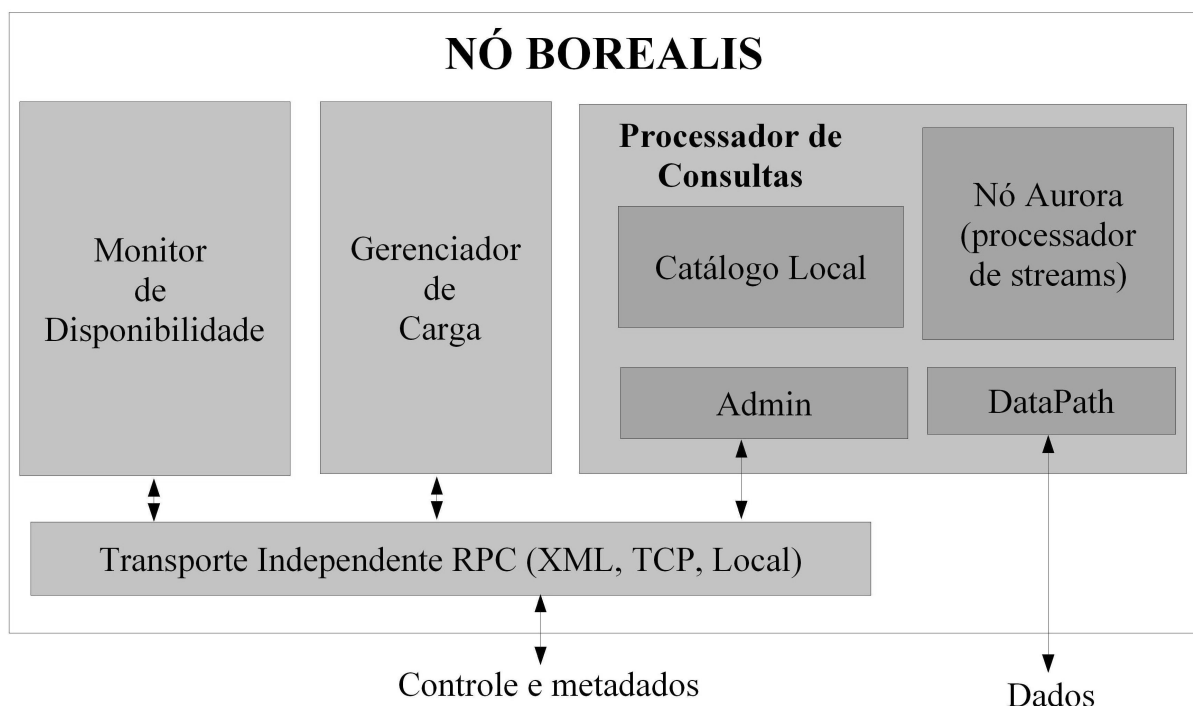 NÓ BOREALIS
Monitor
de
Disponibilidade
Gerenciador
de
Carga
Processador de
Consultas
Catálogo Local
Nó Aurora
(processador
de streams)
Admin
DataPath
Transporte Independente RPC (XML, TCP, Local)
Controle e metadados
Dados